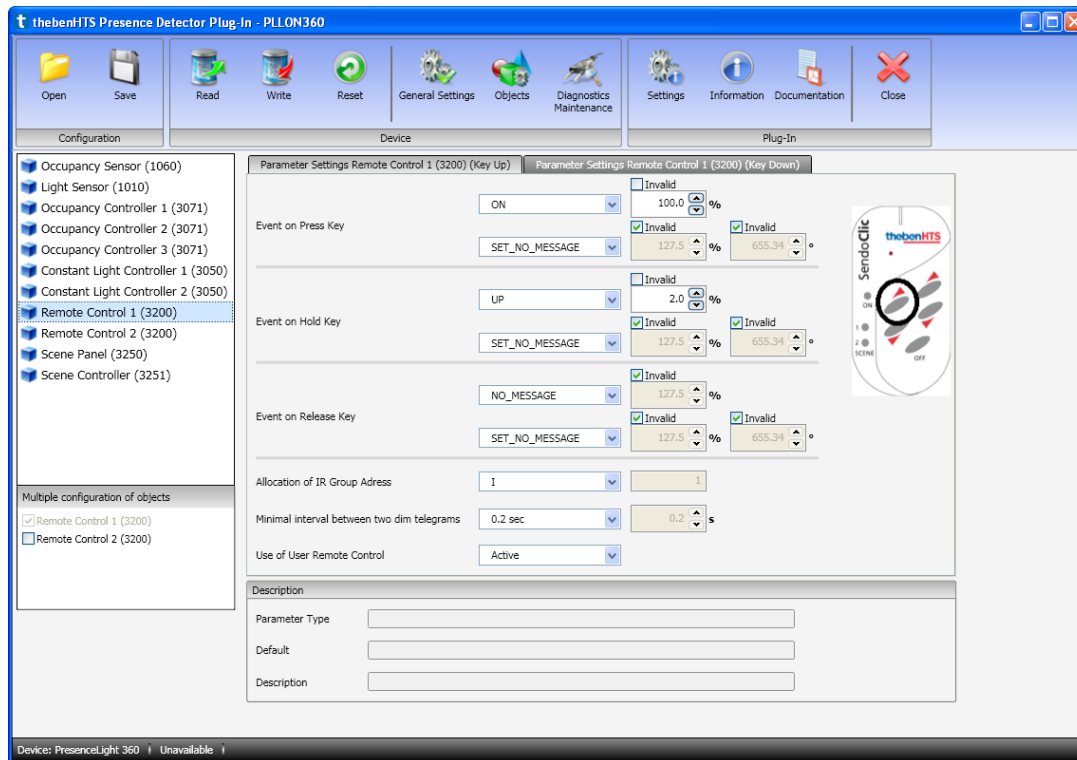 thebenHTS Presence Detector Plug-In - PLLON360
Open Save Read Write Reset General Settings Objects Diagnostics Maintenance Settings Information Documentation Close
Configuration Device Plug-In
Occupancy Sensor (1060)
Light Sensor (1010)
Occupancy Controller 1 (3071)
Occupancy Controller 2 (3071)
Occupancy Controller 3 (3071)
Constant Light Controller 1 (3050)
Constant Light Controller 2 (3050)
Remote Control 1 (3200)
Remote Control 2 (3200)
Scene Panel (3250)
Scene Controller (3251)
Multiple configuration of objects
Remote Control 1 (3200)
Remote Control 2 (3200)
Parameter Settings Remote Control 1 (3200) (Key Up) Parameter Settings Remote Control 1 (3200) (Key Down)
Invalid
ON 100.0 %
Event on Press Key
Invalid Invalid
SET_NO_MESSAGE 127.5 % 655.34 °
Invalid
UP 2.0 %
Event on Hold Key
Invalid Invalid
SET_NO_MESSAGE 127.5 % 655.34 °
Invalid
NO_MESSAGE 127.5 %
Event on Release Key
Invalid Invalid
SET_NO_MESSAGE 127.5 % 655.34 °
Allocation of IR Group Adress I 1
Minimal interval between two dim telegrams 0.2 sec 0.2 s
Use of User Remote Control Active
SendoClic
thebenHTS
ON
1
2
SCENE
OFF
Description
Parameter Type
Default
Description
Device: PresenceLight 360 Unavailable